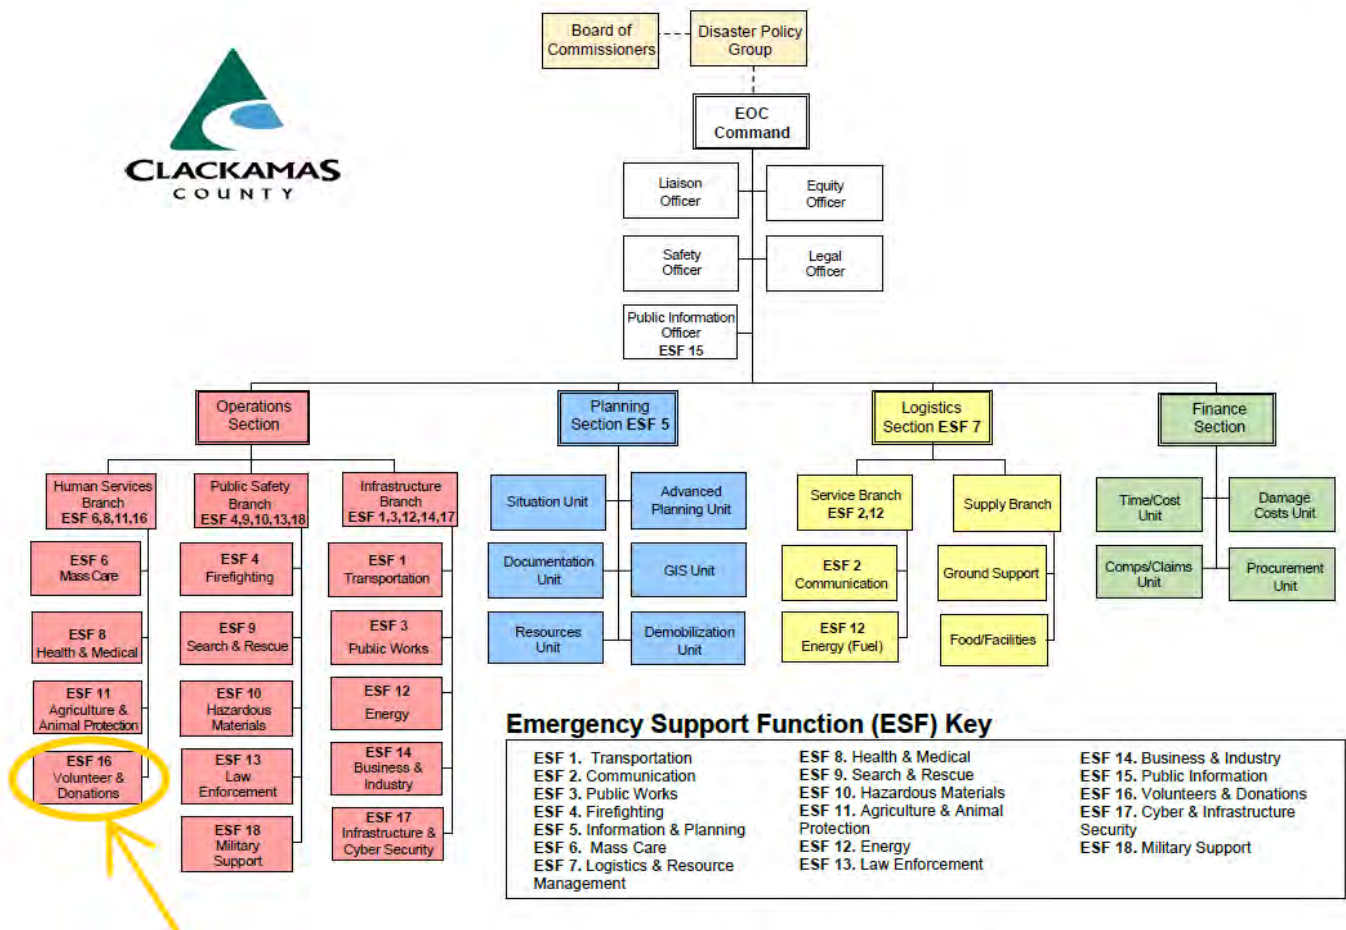 Board of
Commissioners
Disaster Policy
Group
CLACKAMAS
COUNTY
EOC
Command
Liaison
Officer
Equity
Officer
Safety
Officer
Legal
Officer
Public Information
Officer
ESF 15
Operations
Section
Planning
Section ESF 5
Logistics
Section ESF 7
Finance
Section
Human Services
Branch
ESF 6,8,11,16
Public Safety
Branch
ESF 4,9,10,13,18
Infrastructure
Branch
ESF 1,3,12,14,17
ESF 6
Mass Care
ESF 8
Health & Medical
ESF 11
Agriculture &
Animal Protection
ESF 16
Volunteer &
Donations
ESF 4
Firefighting
ESF 9
Search & Rescue
ESF 10
Hazardous
Materials
ESF 13
Law
Enforcement
ESF 18
Military
Support
ESF 1
Transportation
ESF 3
Public Works
ESF 12
Energy
ESF 14
Business &
Industry
ESF 17
Infrastructure &
Cyber Security
Situation Unit
Advanced
Planning Unit
Documentation
Unit
GIS Unit
Resources
Unit
Demobilization
Unit
Service Branch
ESF 2,12
Supply Branch
ESF 2
Communication
Ground Support
ESF 12
Energy (Fuel)
Food/Facilities
Time/Cost
Unit
Damage
Costs Unit
Comps/Claims
Unit
Procurement
Unit
Emergency Support Function (ESF) Key
ESF 1. Transportation
ESF 2. Communication
ESF 3. Public Works
ESF 4. Firefighting
ESF 5. Information & Planning
ESF 6. Mass Care
ESF 7. Logistics & Resource
Management
ESF 8. Health & Medical
ESF 9. Search & Rescue
ESF 10. Hazardous Materials
ESF 11. Agriculture & Animal
Protection
ESF 12. Energy
ESF 13. Law Enforcement
ESF 14. Business & Industry
ESF 15. Public Information
ESF 16. Volunteers & Donations
ESF 17. Cyber & Infrastructure
Security
ESF 18. Military Support